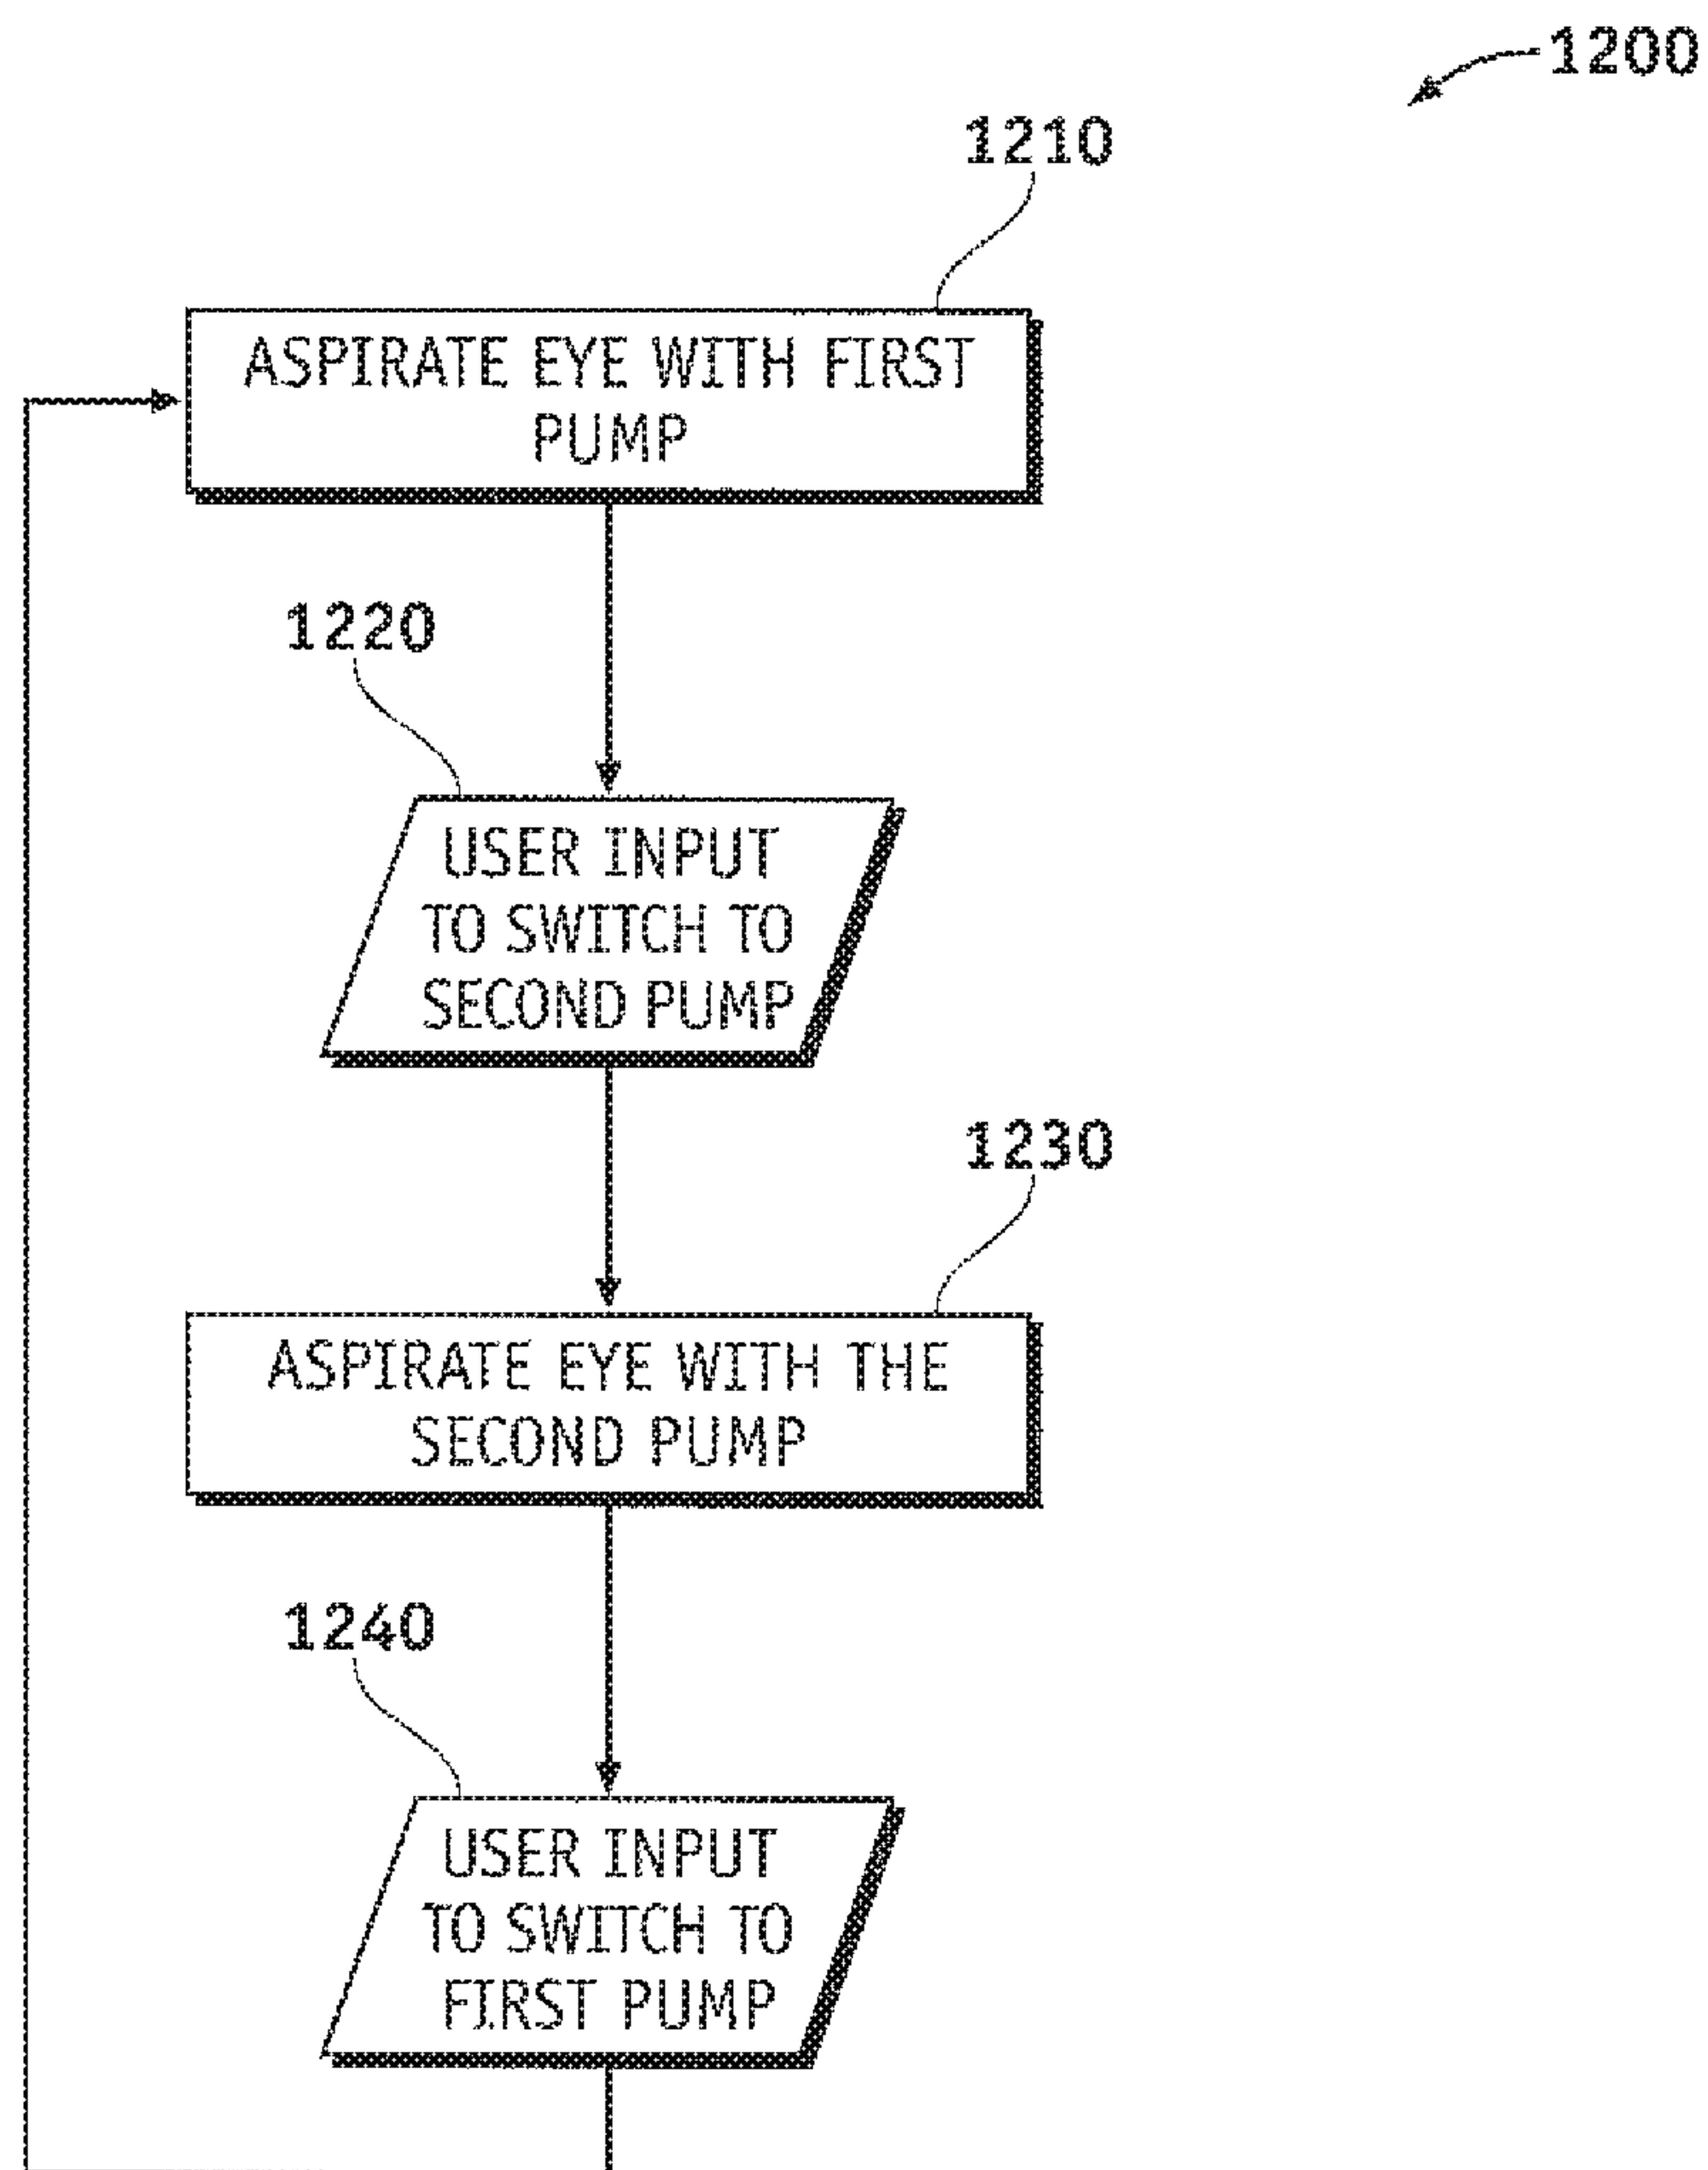 1200
1210
ASPIRATE EYE WITH FIRST
PUMP
1220
USER INPUT
TO SWITCH TO
SECOND PUMP
1230
ASPIRATE EYE WITH THE
SECOND PUMP
1240
USER INPUT
TO SWITCH TO
FIRST PUMP